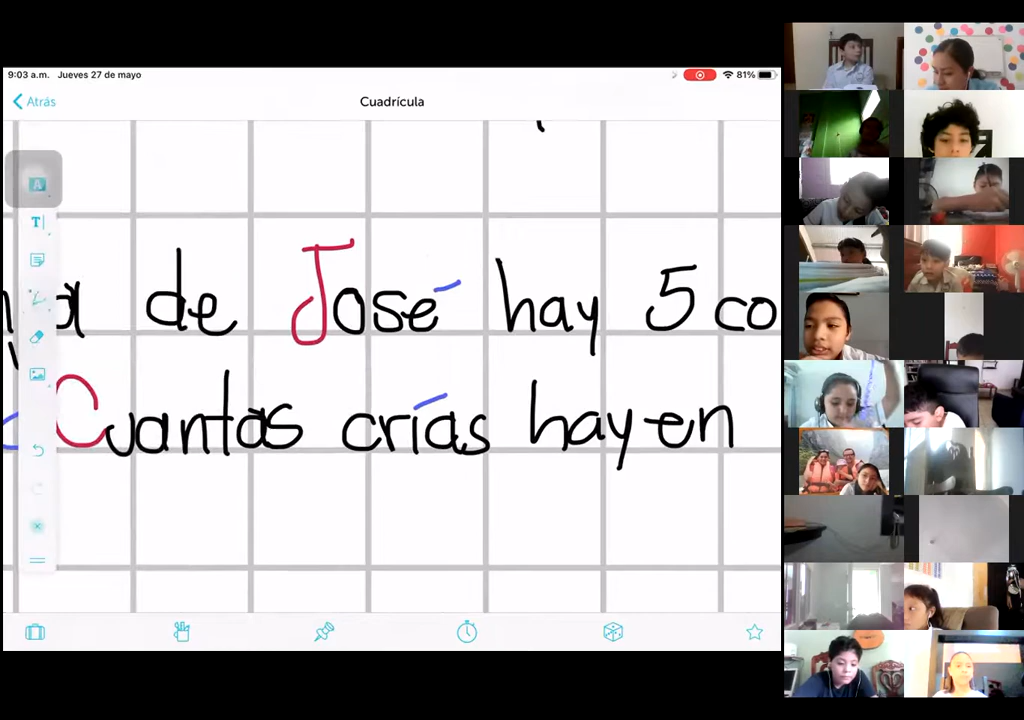 9:03 a.m. Jueves 27 de mayo
81%
Atrás
Cuadrícula
a de José hay 5 co
Cuantas crías hay en